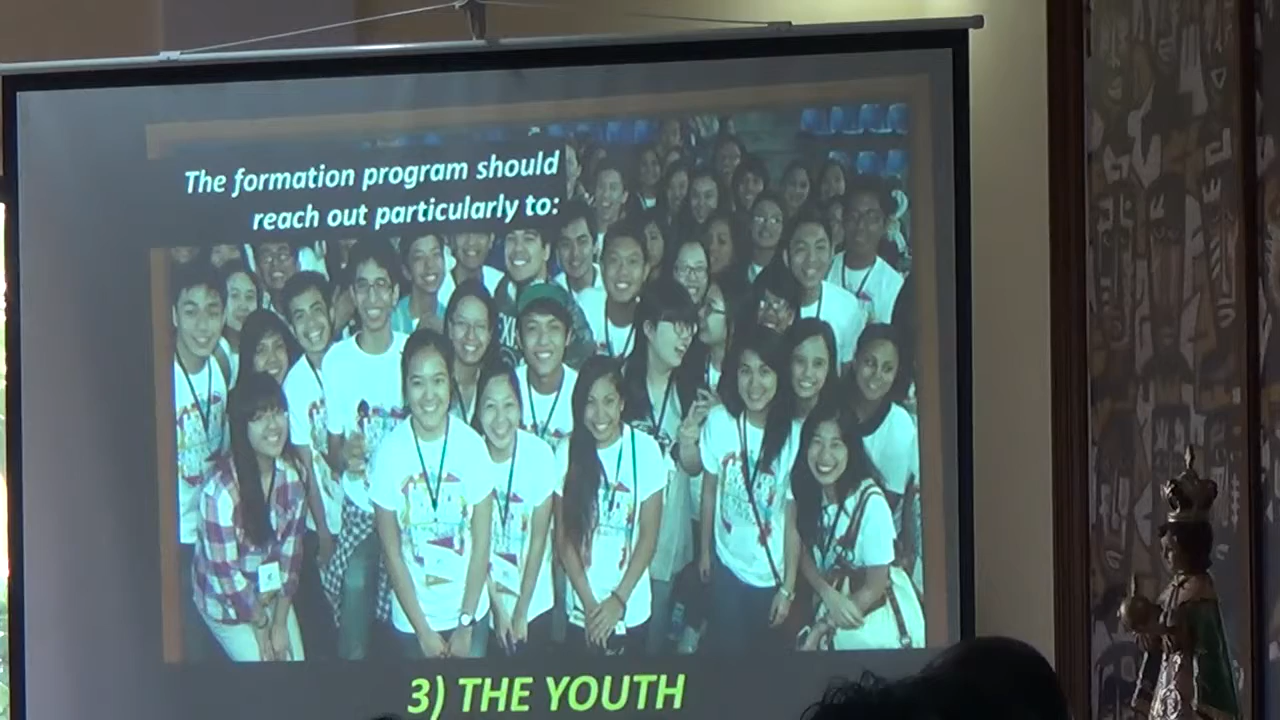 The formation program should
reach out particularly to:
3) THE YOUTH